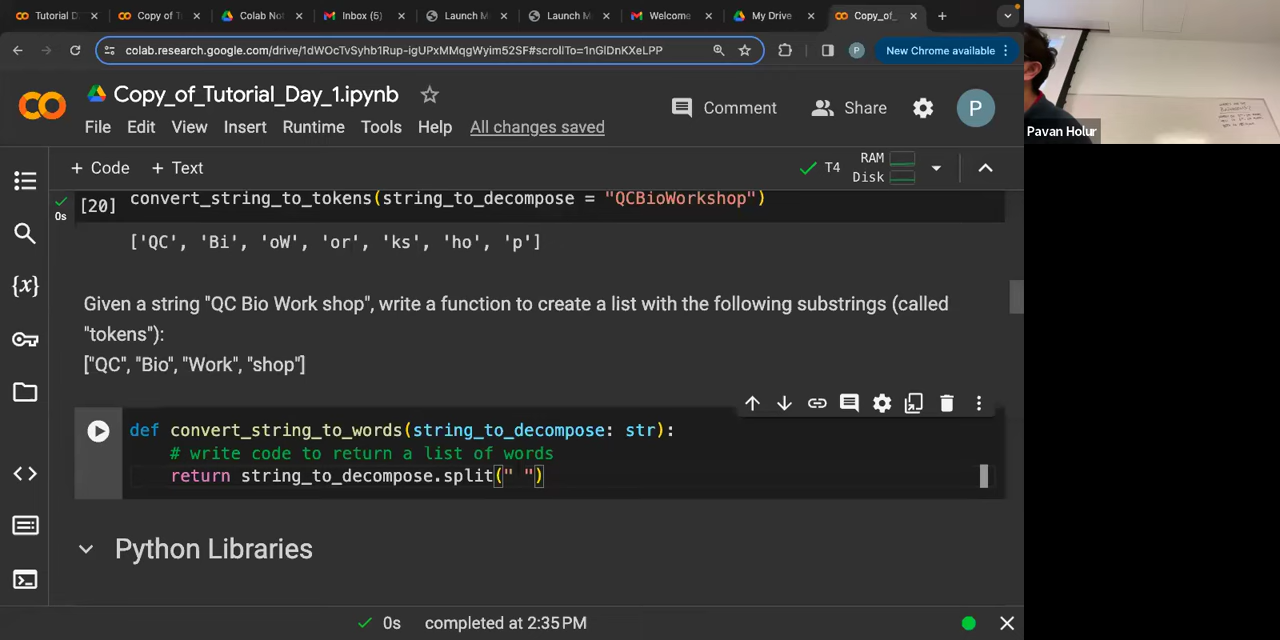 Tutorial D
Copy of T
Colab Not
Inbox (5)
Launch M
Launch M
Welcome
My Drive
Copy_of_
colab.research.google.com/drive/1dWOcTvSyhb1Rup-igUPxMMqgWyim52SF#scrollTo=1nGlDnKXeLPP
P
New Chrome available
Copy_of_Tutorial_Day_1.ipynb
Comment
Share
P
File Edit View Insert Runtime Tools Help All changes saved
+ Code + Text
T4
RAM
Disk
[20]
0s
convert_string_to_tokens(string_to_decompose = "QCBioWorkshop")
['QC', 'Bi', 'oW', 'or', 'ks', 'ho', 'p']
Given a string "QC Bio Work shop", write a function to create a list with the following substrings (called
"tokens"):
["QC", "Bio", "Work", "shop"]
def convert_string_to_words(string_to_decompose: str):
# write code to return a list of words
return string_to_decompose.split(" ")
Python Libraries
0s completed at 2:35 PM
Pavan Holur